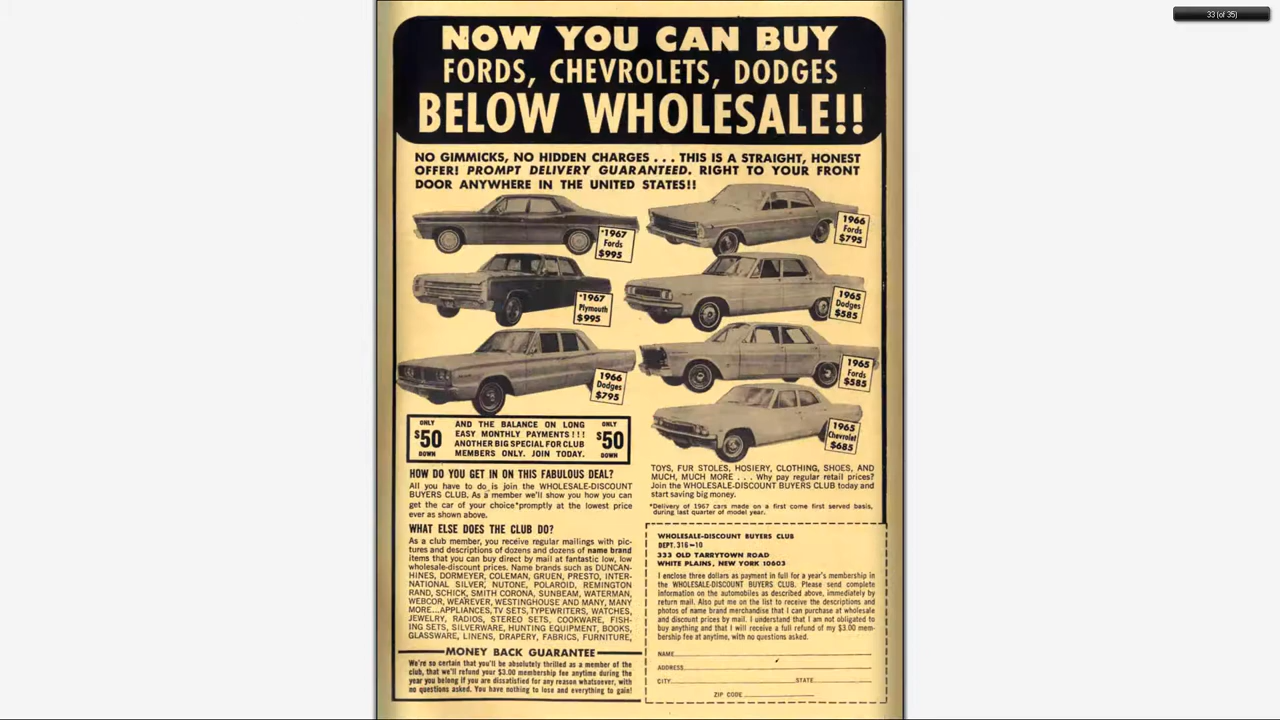 33 (of 35)
NOW YOU CAN BUY
FORDS, CHEVROLETS, DODGES
BELOW WHOLESALE!!
NO GIMMICKS, NO HIDDEN CHARGES . . . THIS IS A STRAIGHT, HONEST
OFFER! PROMPT DELIVERY GUARANTEED. RIGHT TO YOUR FRONT
DOOR ANYWHERE IN THE UNITED STATES!!
*1967
Fords
$995
1966
Fords
$795
*1967
Plymouth
$995
1965
Dodges
$585
1966
Dodges
$795
1965
Fords
$585
1965
Chevrolet
$685
ONLY
$50
DOWN
AND THE BALANCE ON LONG
EASY MONTHLY PAYMENTS!!!
ANOTHER BIG SPECIAL FOR CLUB
MEMBERS ONLY. JOIN TODAY.
ONLY
$50
DOWN
HOW DO YOU GET IN ON THIS FABULOUS DEAL?
All you have to do is join the WHOLESALE-DISCOUNT
BUYERS CLUB. As a member we'll show you how you can
get the car of your choice*promptly at the lowest price
ever as shown above.
WHAT ELSE DOES THE CLUB DO?
As a club member, you receive regular mailings with pic-
tures and descriptions of dozens and dozens of name brand
items that you can buy direct by mail at fantastic low, low
wholesale-discount prices. Name brands such as DUNCAN-
HINES, DORMEYER, COLEMAN, GRUEN, PRESTO, INTER-
NATIONAL SILVER, NUTONE, POLAROID, REMINGTON
RAND, SCHICK, SMITH CORONA, SUNBEAM, WATERMAN,
WEBCOR, WEAREVER, WESTINGHOUSE AND MANY, MANY
MORE...APPLIANCES, TV SETS, TYPEWRITERS, WATCHES,
JEWELRY, RADIOS, STEREO SETS, COOKWARE, FISH-
ING SETS, SILVERWARE, HUNTING EQUIPMENT, BOOKS,
GLASSWARE, LINENS, DRAPERY, FABRICS, FURNITURE,
MONEY BACK GUARANTEE
We're so certain that you'll be absolutely thrilled as a member of the
club, that we'll refund your $3.00 membership fee anytime during the
year you belong if you are dissatisfied for any reason whatsoever, with
no questions asked. You have nothing to lose and everything to gain!
TOYS, FUR STOLES, HOSIERY, CLOTHING, SHOES, AND
MUCH, MUCH MORE . . . Why pay regular retail prices?
Join the WHOLESALE-DISCOUNT BUYERS CLUB today and
start saving big money.
*Delivery of 1967 cars made on a first come first served basis,
during last quarter of model year.
WHOLESALE-DISCOUNT BUYERS CLUB
DEPT. 316-10
333 OLD TARRYTOWN ROAD
WHITE PLAINS, NEW YORK 10603
I enclose three dollars as payment in full for a year's membership in
the WHOLESALE-DISCOUNT BUYERS CLUB. Please send complete
information on the automobiles as described above, immediately by
return mail. Also put me on the list to receive the descriptions and
photos of name brand merchandise that I can purchase at wholesale
and discount prices by mail. I understand that I am not obligated to
buy anything and that I will receive a full refund of my $3.00 mem-
bership fee at anytime, with no questions asked.
NAME
ADDRESS
CITY STATE
ZIP CODE